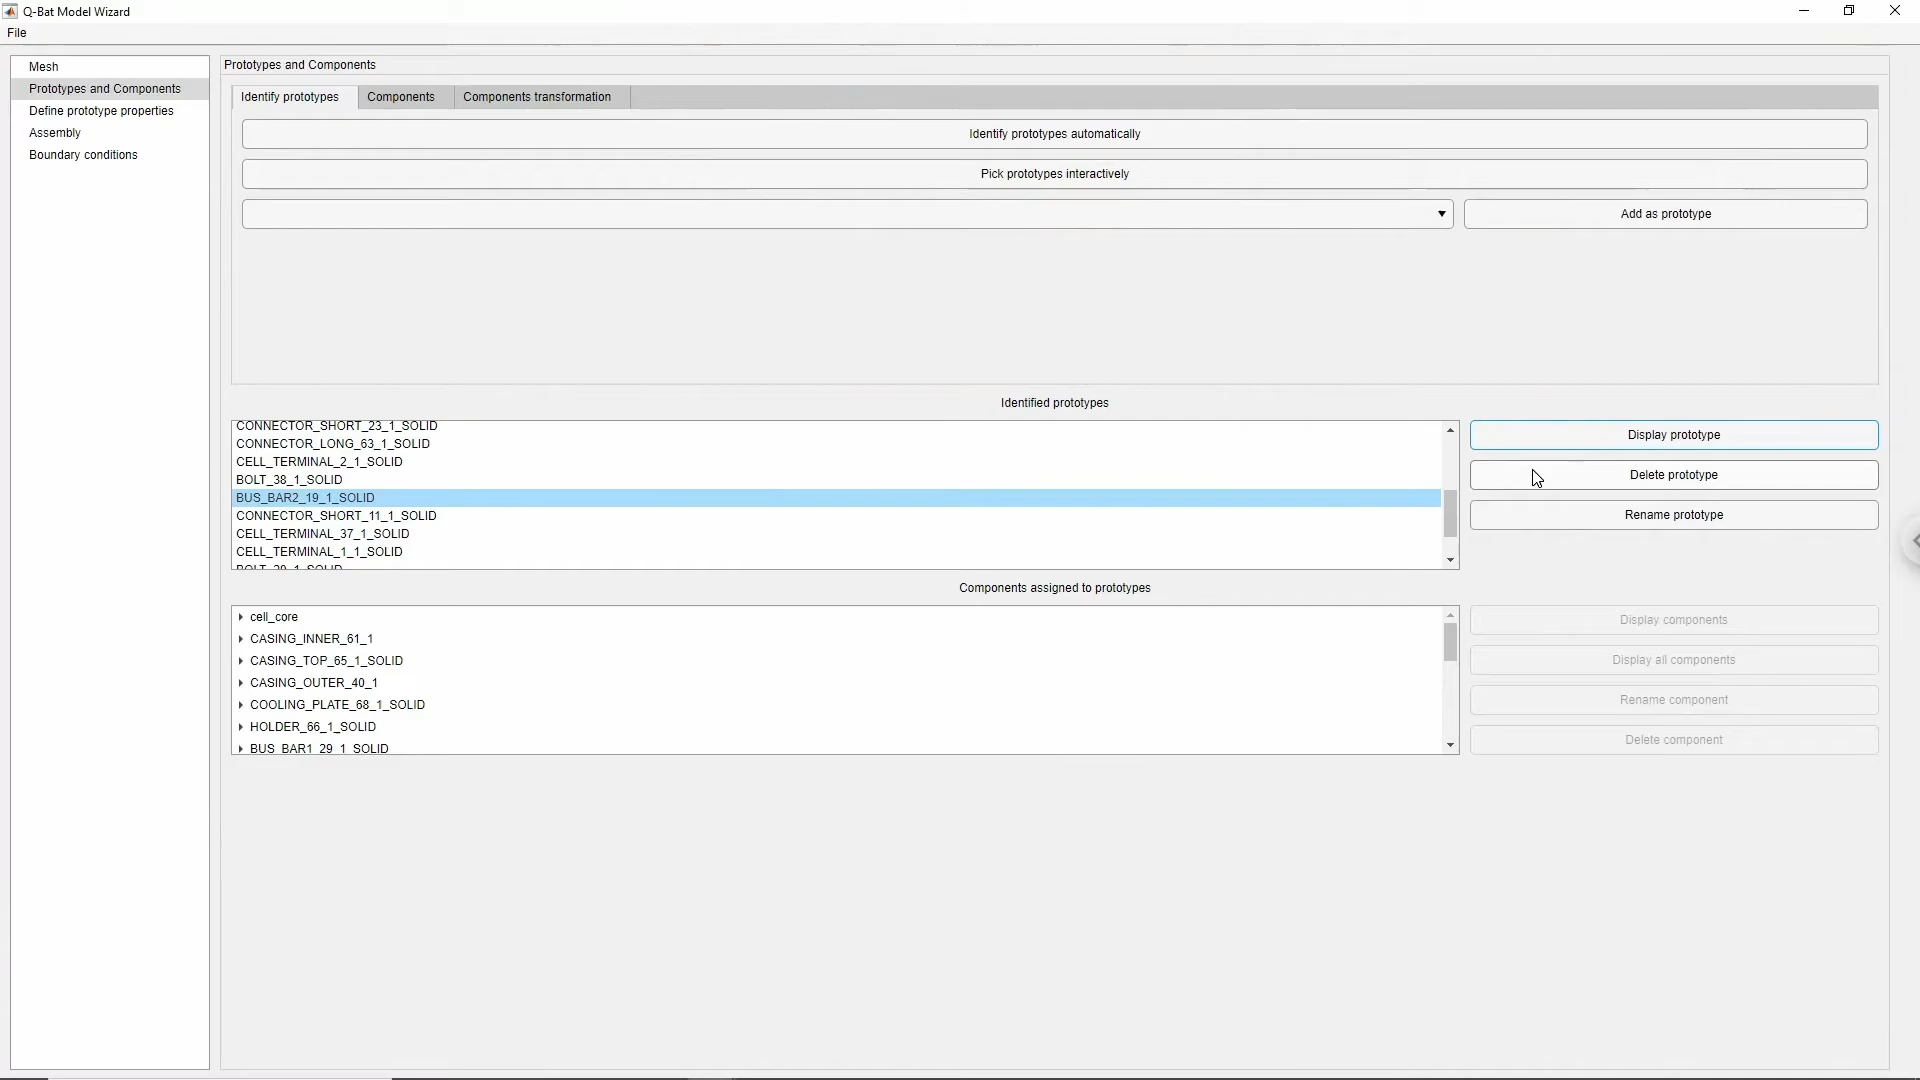 Q-Bat Model Wizard
File
Mesh
Prototypes and Components
Define prototype properties
Assembly
Boundary conditions
Prototypes and Components
Identify prototypes
Components
Components transformation
Identify prototypes automatically
Pick prototypes interactively
Add as prototype
Identified prototypes
CONNECTOR_SHORT_23_1_SOLID
CONNECTOR_LONG_63_1_SOLID
CELL_TERMINAL_2_1_SOLID
BOLT_38_1_SOLID
BUS_BAR2_19_1_SOLID
CONNECTOR_SHORT_11_1_SOLID
CELL_TERMINAL_37_1_SOLID
CELL_TERMINAL_1_1_SOLID
Display prototype
Delete prototype
Rename prototype
Components assigned to prototypes
cell_core
CASING_INNER_61_1
CASING_TOP_65_1_SOLID
CASING_OUTER_40_1
COOLING_PLATE_68_1_SOLID
HOLDER_66_1_SOLID
BUS_BAR1_29_1_SOLID
Display components
Display all components
Rename component
Delete component